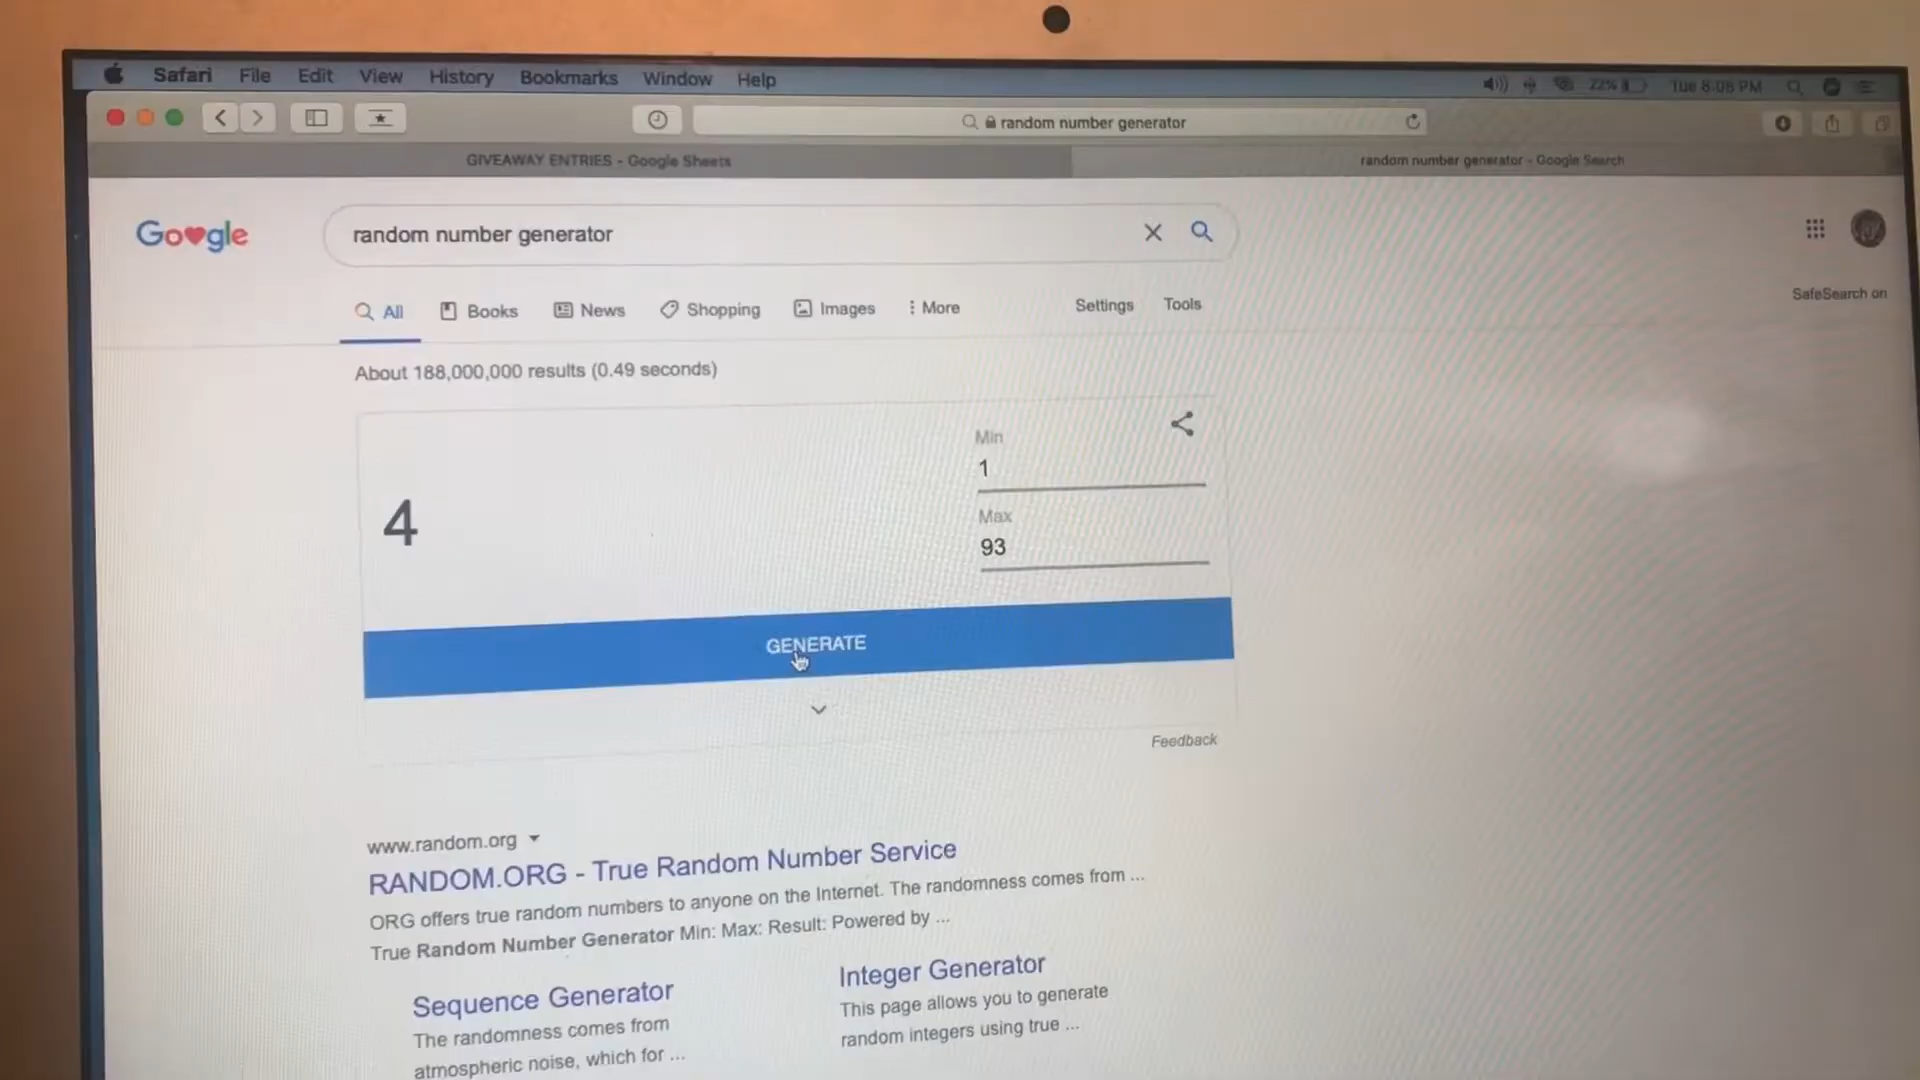 Safari File Edit View History Bookmarks Window Help 22% Tue 8:08 PM
random number generator
GIVEAWAY ENTRIES - Google Sheets random number generator - Google Search
Google random number generator
SafeSearch on
All Books News Shopping Images More Settings Tools
About 188,000,000 results (0.49 seconds)
Min
1
4
Max
93
GENERATE
Feedback
www.random.org
RANDOM.ORG - True Random Number Service
ORG offers true random numbers to anyone on the Internet. The randomness comes from ...
True Random Number Generator Min: Max: Result: Powered by ...
Sequence Generator
The randomness comes from
atmospheric noise, which for ...
Integer Generator
This page allows you to generate
random integers using true ...